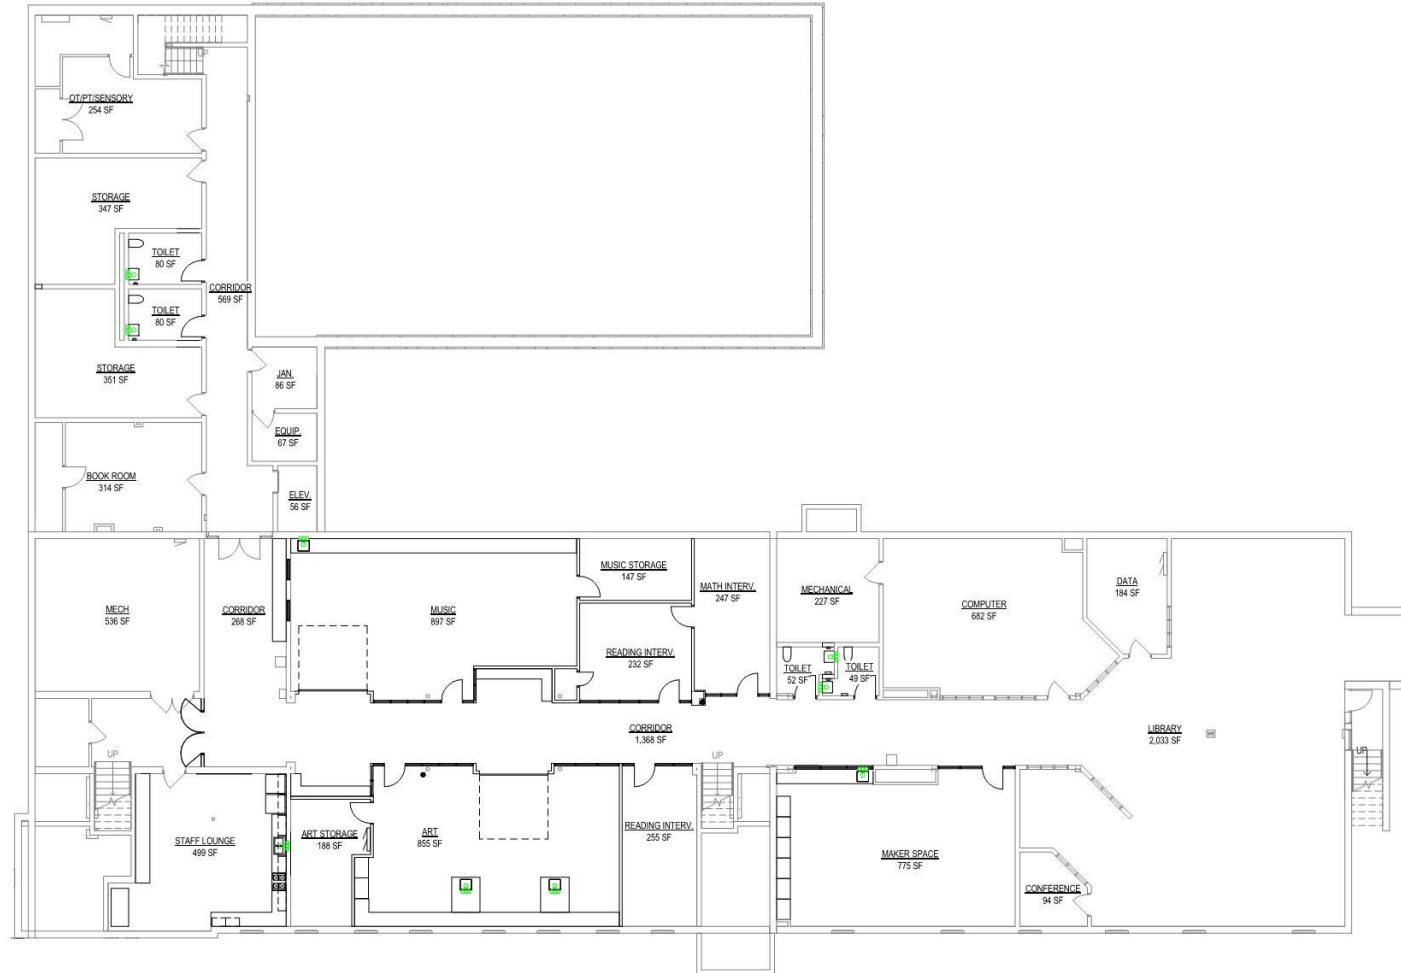 OT/PT/SENSORY
254 SF
STORAGE
347 SF
TOILET
80 SF
CORRIDOR
569 SF
TOILET
80 SF
STORAGE
351 SF
JAN.
86 SF
EQUIP.
67 SF
BOOK ROOM
314 SF
ELEV.
56 SF
MECH
536 SF
CORRIDOR
268 SF
MUSIC
897 SF
MUSIC STORAGE
147 SF
READING INTERV.
232 SF
MATH INTERV.
247 SF
MECHANICAL
227 SF
TOILET
52 SF
TOILET
49 SF
COMPUTER
682 SF
DATA
184 SF
CORRIDOR
1,368 SF
LIBRARY
2,033 SF
UP
UP
UP
STAFF LOUNGE
499 SF
ART STORAGE
188 SF
ART
855 SF
READING INTERV.
255 SF
MAKER SPACE
775 SF
CONFERENCE
94 SF